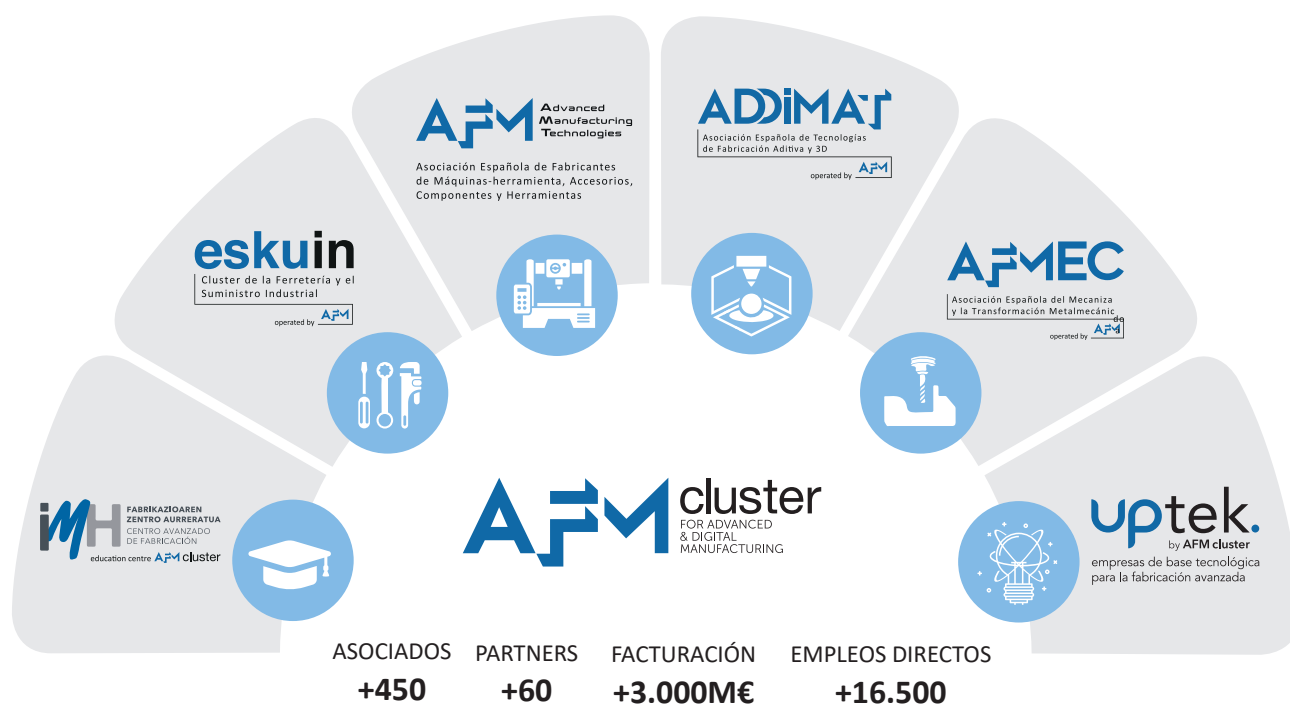 AFM Advanced
Manufacturing
Technologies
Asociación Española de Fabricantes
de Máquinas-herramienta, Accesorios,
Componentes y Herramientas
ADDiMAT
Asociación Española de Tecnologías
de Fabricación Aditiva y 3D
operated by AFM
eskuin
Cluster de la Ferretería y el
Suministro Industrial
operated by AFM
AFMEC
Asociación Española del Mecaniza
y la Transformación Metalmecánic
do
operated by AFM
iMH
FABRIKAZIOAREN
ZENTRO AURRERATUA
CENTRO AVANZADO
DE FABRICACIÓN
education centre AFM cluster
AFM cluster
FOR ADVANCED
& DIGITAL
MANUFACTURING
uptek.
by AFM cluster
empresas de base tecnológica
para la fabricación avanzada
ASOCIADOS PARTNERS FACTURACIÓN EMPLEOS DIRECTOS
+450 +60 +3.000M€ +16.500